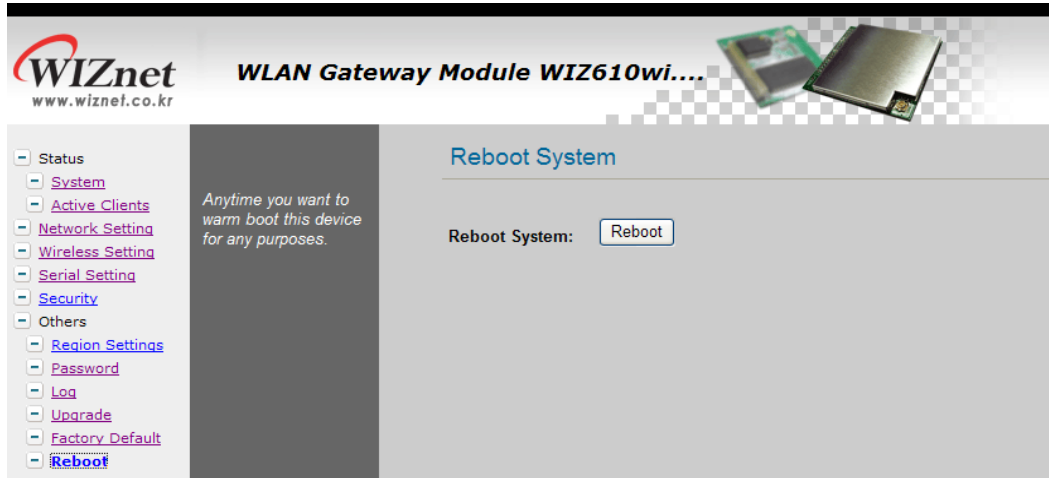 WIZnet
www.wiznet.co.kr
WLAN Gateway Module WIZ610wi....
Status
System
Active Clients
Network Setting
Wireless Setting
Serial Setting
Security
Others
Region Settings
Password
Log
Upgrade
Factory Default
Reboot
Anytime you want to
warm boot this device
for any purposes.
Reboot System
Reboot System: Reboot